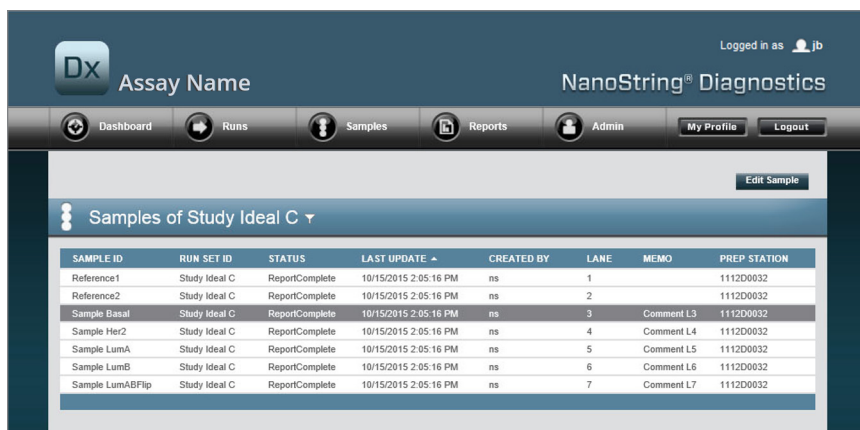 Logged in as jb
Dx Assay Name
NanoString® Diagnostics
Dashboard Runs Samples Reports Admin My Profile Logout
Edit Sample
Samples of Study Ideal C
SAMPLE ID RUN SET ID STATUS LAST UPDATE CREATED BY LANE MEMO PREP STATION
Reference1 Study Ideal C ReportComplete 10/15/2015 2:05:16 PM ns 1 1112D0032
Reference2 Study Ideal C ReportComplete 10/15/2015 2:05:16 PM ns 2 1112D0032
Sample Basal Study Ideal C ReportComplete 10/15/2015 2:05:16 PM ns 3 Comment L3 1112D0032
Sample Her2 Study Ideal C ReportComplete 10/15/2015 2:05:16 PM ns 4 Comment L4 1112D0032
Sample LumA Study Ideal C ReportComplete 10/15/2015 2:05:16 PM ns 5 Comment L5 1112D0032
Sample LumB Study Ideal C ReportComplete 10/15/2015 2:05:16 PM ns 6 Comment L6 1112D0032
Sample LumABFlip Study Ideal C ReportComplete 10/15/2015 2:05:16 PM ns 7 Comment L7 1112D0032